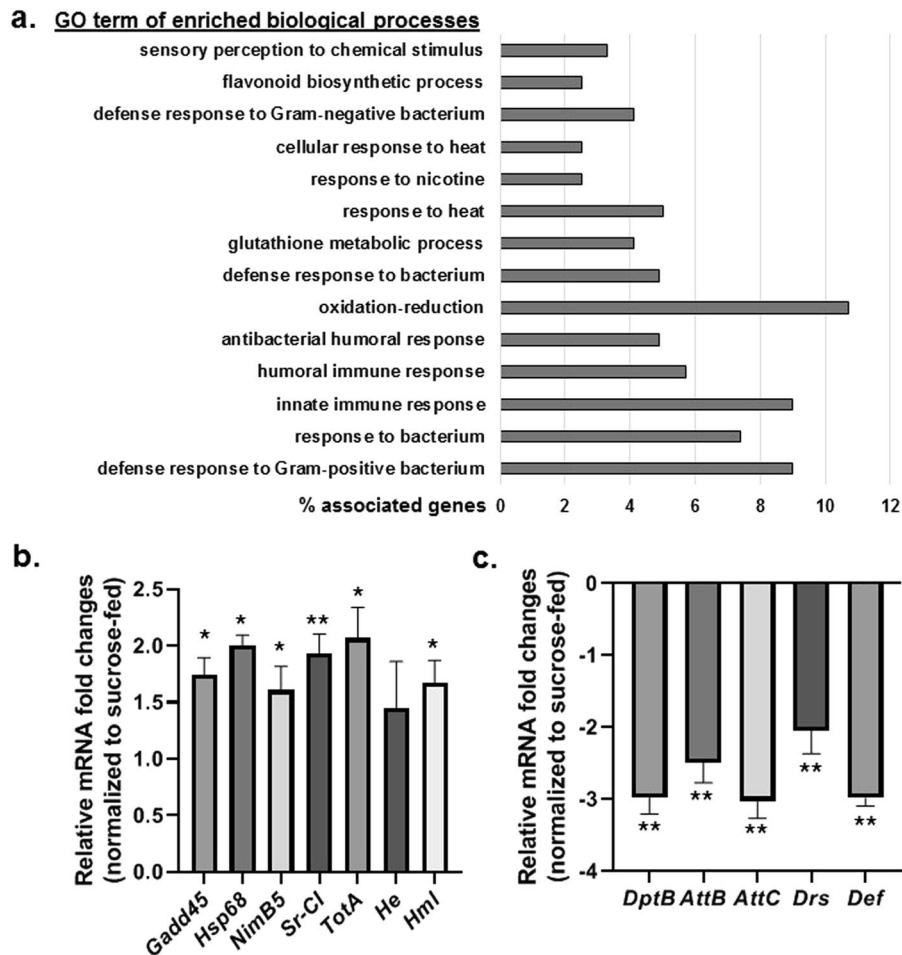 a. GO term of enriched biological processes
sensory perception to chemical stimulus
flavonoid biosynthetic process
defense response to Gram-negative bacterium
cellular response to heat
response to nicotine
response to heat
glutathione metabolic process
defense response to bacterium
oxidation-reduction
antibacterial humoral response
humoral immune response
innate immune response
response to bacterium
defense response to Gram-positive bacterium
% associated genes 0 2 4 6 8 10 12
b.
Relative mRNA fold changes
(normalized to sucrose-fed)
2.5
2.0
1.5
1.0
0.5
0.0
* * * ** * *
Gadd45 Hsp68 NimB5 Sr-CI TotA He Hml
c.
Relative mRNA fold changes
(normalized to sucrose-fed)
0
-1
-2
-3
-4
** ** ** ** **
DptB AttB AttC Drs Def